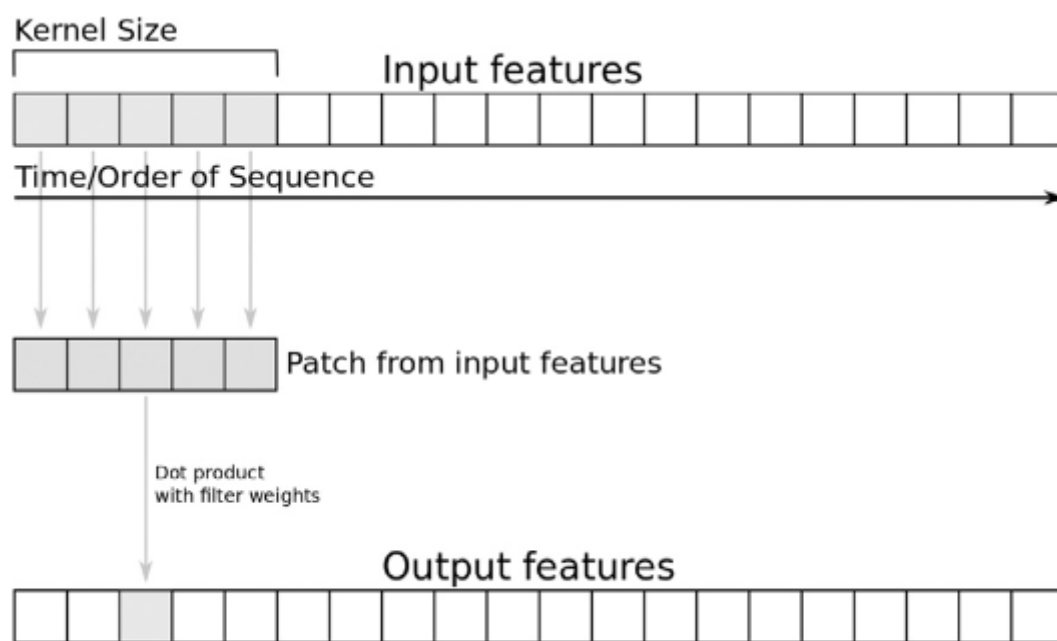 Kernel Size
Input features
Time/Order of Sequence
Patch from input features
Dot product
with filter weights
Output features